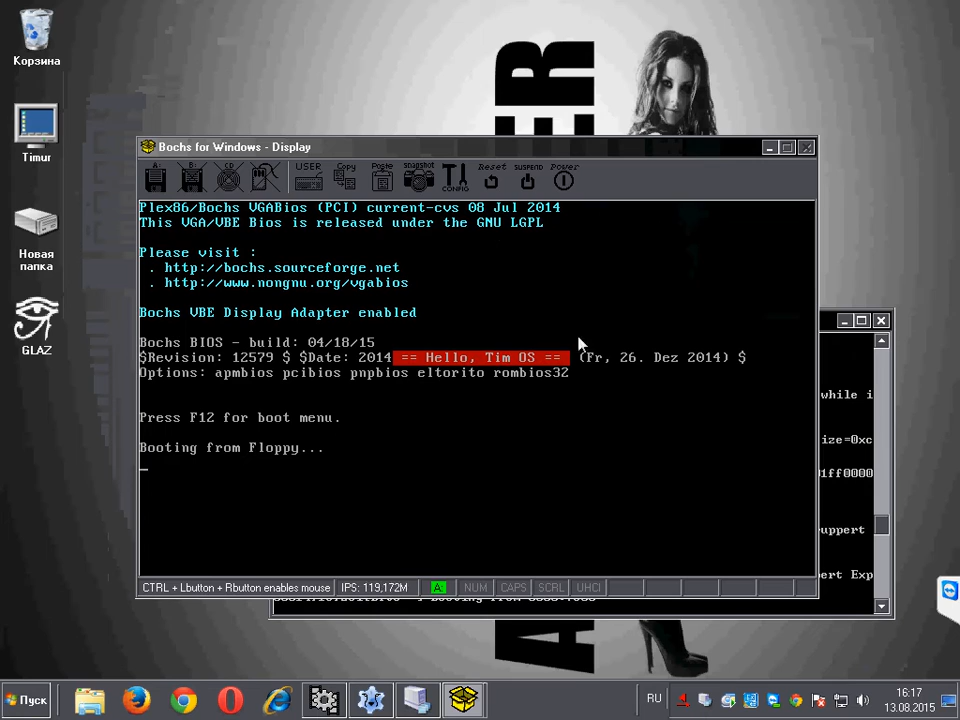 Корзина
Timur
Новая
папка
GLAZ
Bochs for Windows - Display
A: B: CD USER Copy Paste snapshot CONFIG Reset SUSPEND Power
Plex86/Bochs VGABios (PCI) current-cvs 08 Jul 2014
This VGA/VBE Bios is released under the GNU LGPL
Please visit :
. http://bochs.sourceforge.net
. http://www.nongnu.org/vgabios
Bochs VBE Display Adapter enabled
Bochs BIOS - build: 04/18/15
$Revision: 12579 $ $Date: 2014 == Hello, Tim OS == (Fr, 26. Dez 2014) $
Options: apmbios pcibios pnpbios eltorito rombios32
Press F12 for boot menu.
Booting from Floppy...
while i
ize=0xc
1ff0000
uppert
ert Exp
CTRL + Lbutton + Rbutton enables mouse IPS: 119,172M A: NUM CAPS SCRL UHCI
Пуск
RU
16:17
13.08.2015